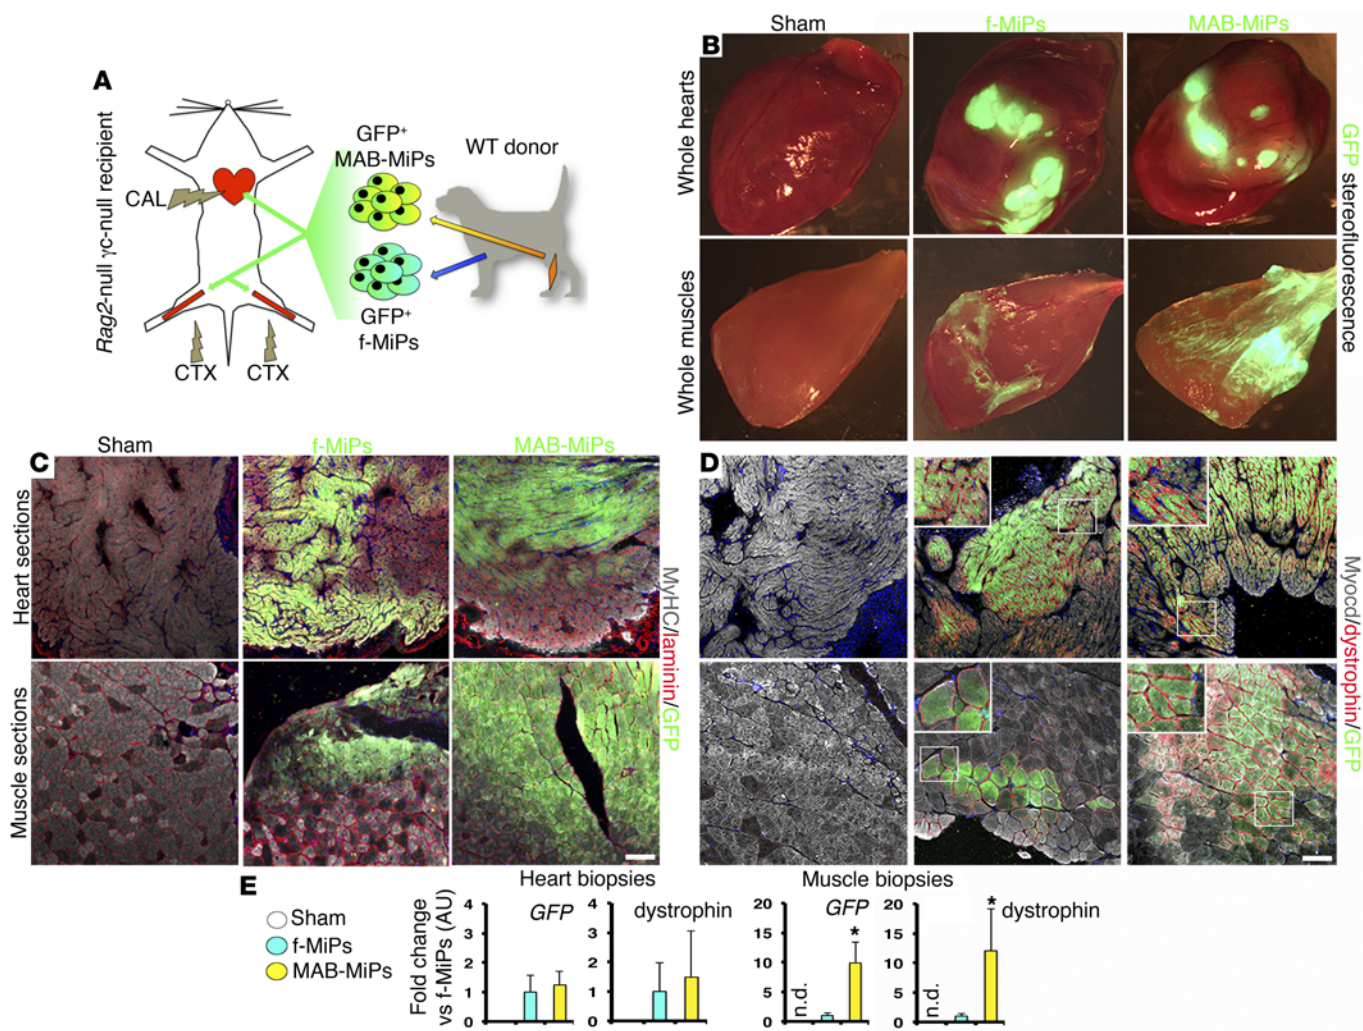 A
Rag2-null γc-null recipient
CAL
CTX
CTX
GFP+
MAB-MiPs
GFP+
f-MiPs
WT donor
B
Sham
f-MiPs
MAB-MiPs
Whole hearts
Whole muscles
GFP stereofluorescence
C
Sham
f-MiPs
MAB-MiPs
Heart sections
Muscle sections
MyHC/laminin/GFP
D
Myocd/dystrophin/GFP
E
Sham
f-MiPs
MAB-MiPs
Heart biopsies
Muscle biopsies
Fold change
vs f-MiPs (AU)
GFP
4
3
2
1
0
dystrophin
4
3
2
1
0
GFP
20
15
10
5
0
n.d.
*
dystrophin
20
15
10
5
0
n.d.
*